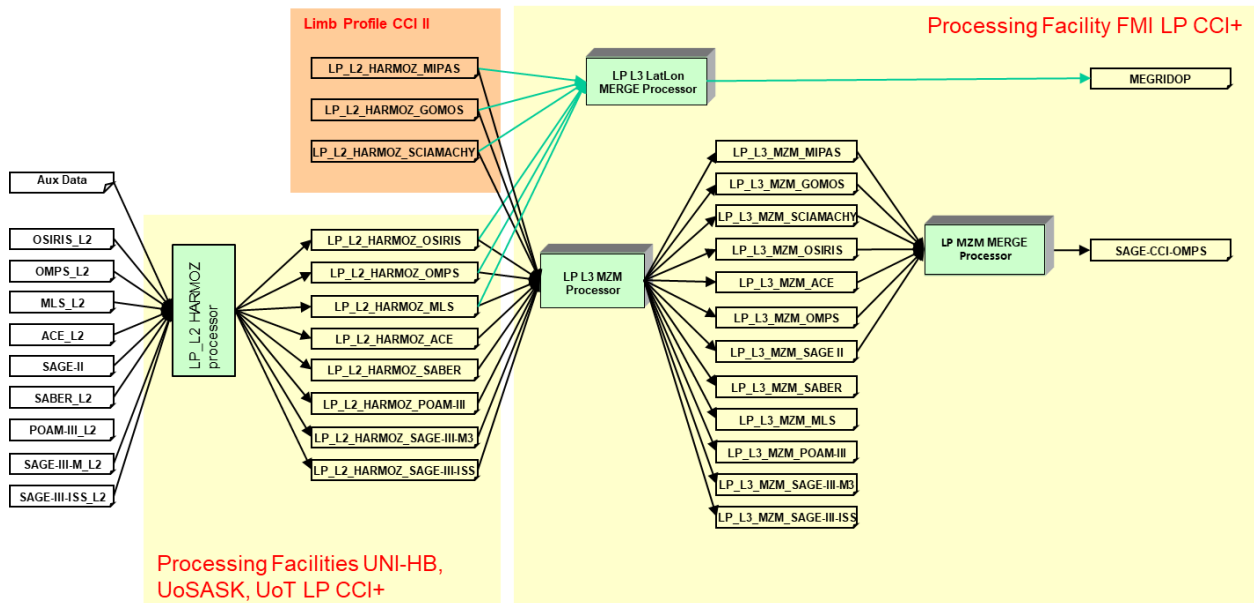 Limb Profile CCI II
Processing Facility FMI LP CCI+
LP_L2_HARMOZ_MIPAS
LP_L2_HARMOZ_GOMOS
LP_L2_HARMOZ_SCIAMACHY
LP L3 LatLon
MERGE Processor
MEGRIDOP
Aux Data
OSIRIS_L2
OMPS_L2
MLS_L2
ACE_L2
SAGE-II
SABER_L2
POAM-III_L2
SAGE-III-M_L2
SAGE-III-ISS_L2
LP_L2 HARMOZ
processor
LP_L2_HARMOZ_OSIRIS
LP_L2_HARMOZ_OMPS
LP_L2_HARMOZ_MLS
LP_L2_HARMOZ_ACE
LP_L2_HARMOZ_SABER
LP_L2_HARMOZ_POAM-III
LP_L2_HARMOZ_SAGE-III-M3
LP_L2_HARMOZ_SAGE-III-ISS
LP L3 MZM
Processor
LP_L3_MZM_MIPAS
LP_L3_MZM_GOMOS
LP_L3_MZM_SCIAMACHY
LP_L3_MZM_OSIRIS
LP_L3_MZM_ACE
LP_L3_MZM_OMPS
LP_L3_MZM_SAGE II
LP_L3_MZM_SABER
LP_L3_MZM_MLS
LP_L3_MZM_POAM-III
LP_L3_MZM_SAGE-III-M3
LP_L3_MZM_SAGE-III-ISS
LP MZM MERGE
Processor
SAGE-CCI-OMPS
Processing Facilities UNI-HB,
UoSASK, UoT LP CCI+